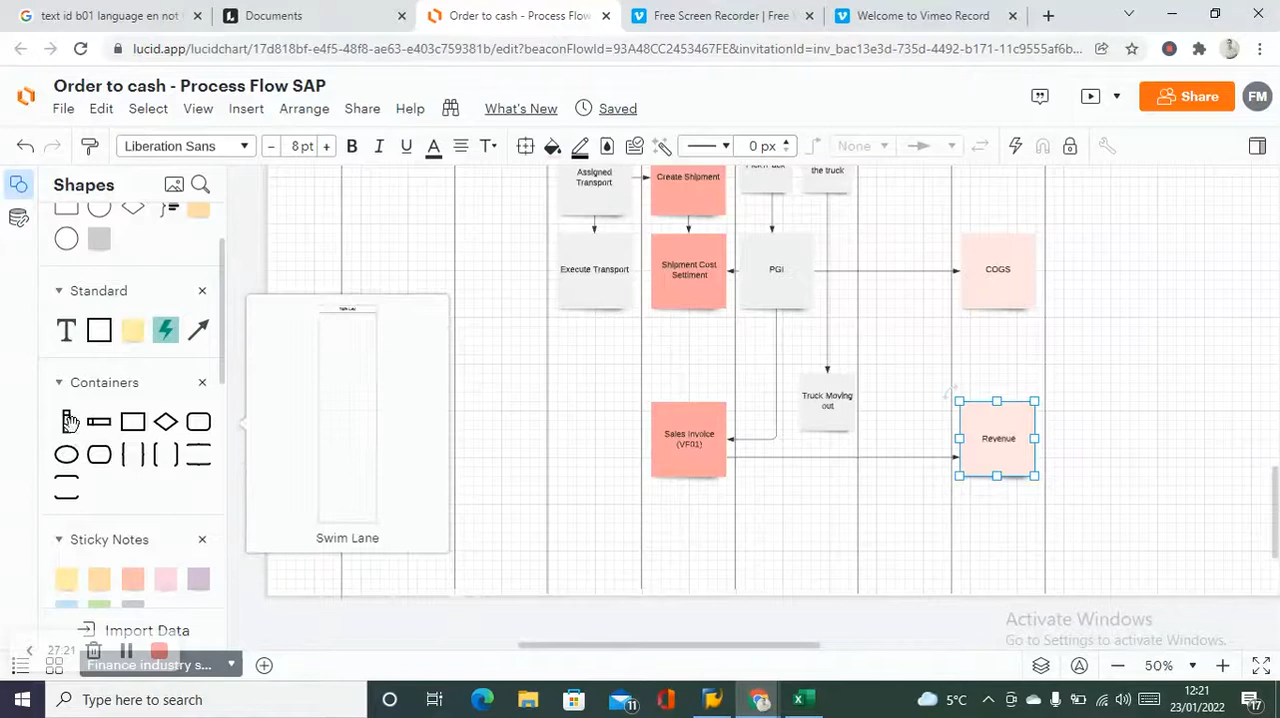 text id b01 language en not
Documents
Order to cash - Process Flow
Free Screen Recorder | Free
Welcome to Vimeo Record
lucid.app/lucidchart/17d818bf-e4f5-48f8-ae63-e403c759381b/edit?beaconFlowId=93A48CC2453467FE&invitationId=inv_bac13e3d-735d-4492-b171-11c9555af6b...
Order to cash - Process Flow SAP
File Edit Select View Insert Arrange Share Help What's New Saved
Share
FM
Liberation Sans
8 pt
B I U A T
0 px
None
Shapes
Assigned
Transport
Create Shipment
the truck
Execute Transport
Shipment Cost
Settlment
PGI
COGS
Standard
T
Containers
Swim Lane
Truck Moving
out
Sales Invoice
(VF01)
Revenue
Sticky Notes
Import Data
27:21
Finance industry s...
Activate Windows
Go to Settings to activate Windows.
50%
Type here to search
11
5°C
12:21
23/01/2022
17